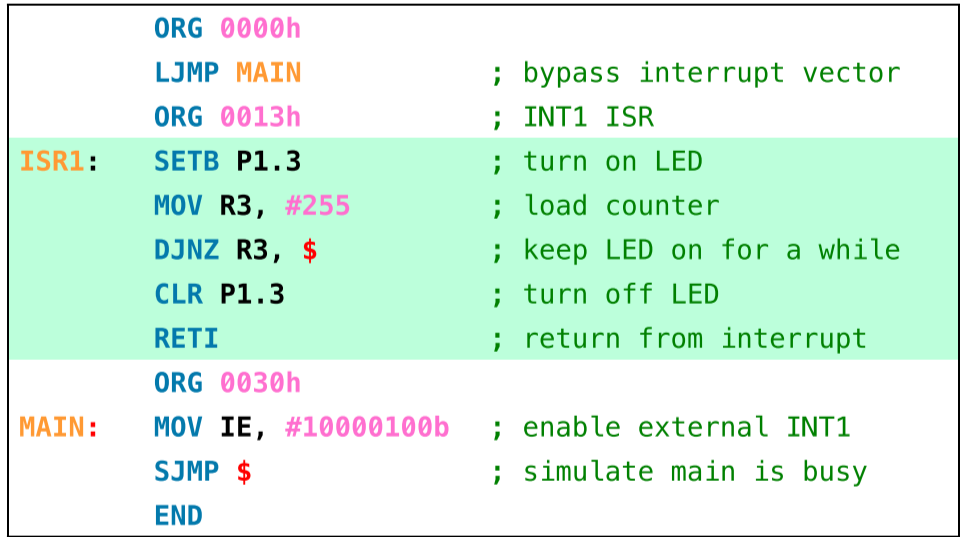 ORG 0000h
LJMP MAIN ; bypass interrupt vector
ORG 0013h ; INT1 ISR
ISR1: SETB P1.3 ; turn on LED
MOV R3, #255 ; load counter
DJNZ R3, $ ; keep LED on for a while
CLR P1.3 ; turn off LED
RETI ; return from interrupt
ORG 0030h
MAIN: MOV IE, #10000100b ; enable external INT1
SJMP $ ; simulate main is busy
END